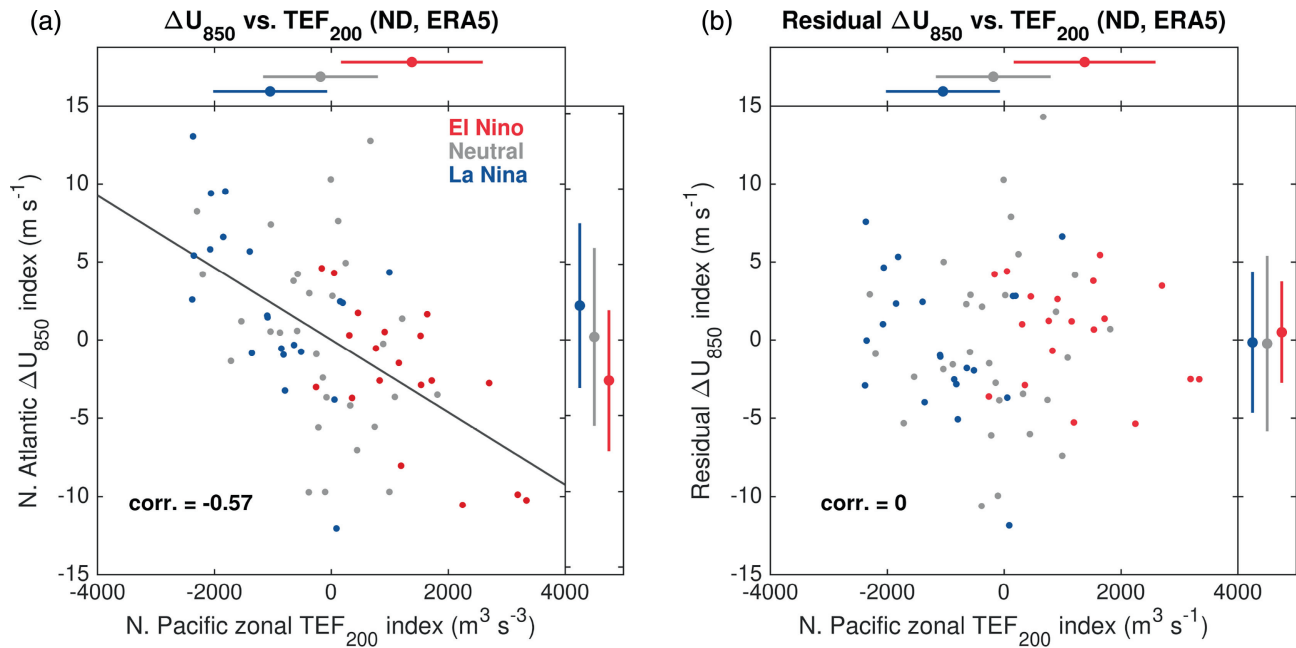 (a) ΔU850 vs. TEF200 (ND, ERA5)
15
10
5
0
-5
-10
-15
N. Atlantic ΔU850 index (m s-1)
El Nino
Neutral
La Nina
corr. = -0.57
-4000 -2000 0 2000 4000
N. Pacific zonal TEF200 index (m3 s-3)
(b) Residual ΔU850 vs. TEF200 (ND, ERA5)
15
10
5
0
-5
-10
-15
Residual ΔU850 index (m s-1)
corr. = 0
-4000 -2000 0 2000 4000
N. Pacific zonal TEF200 index (m3 s-1)